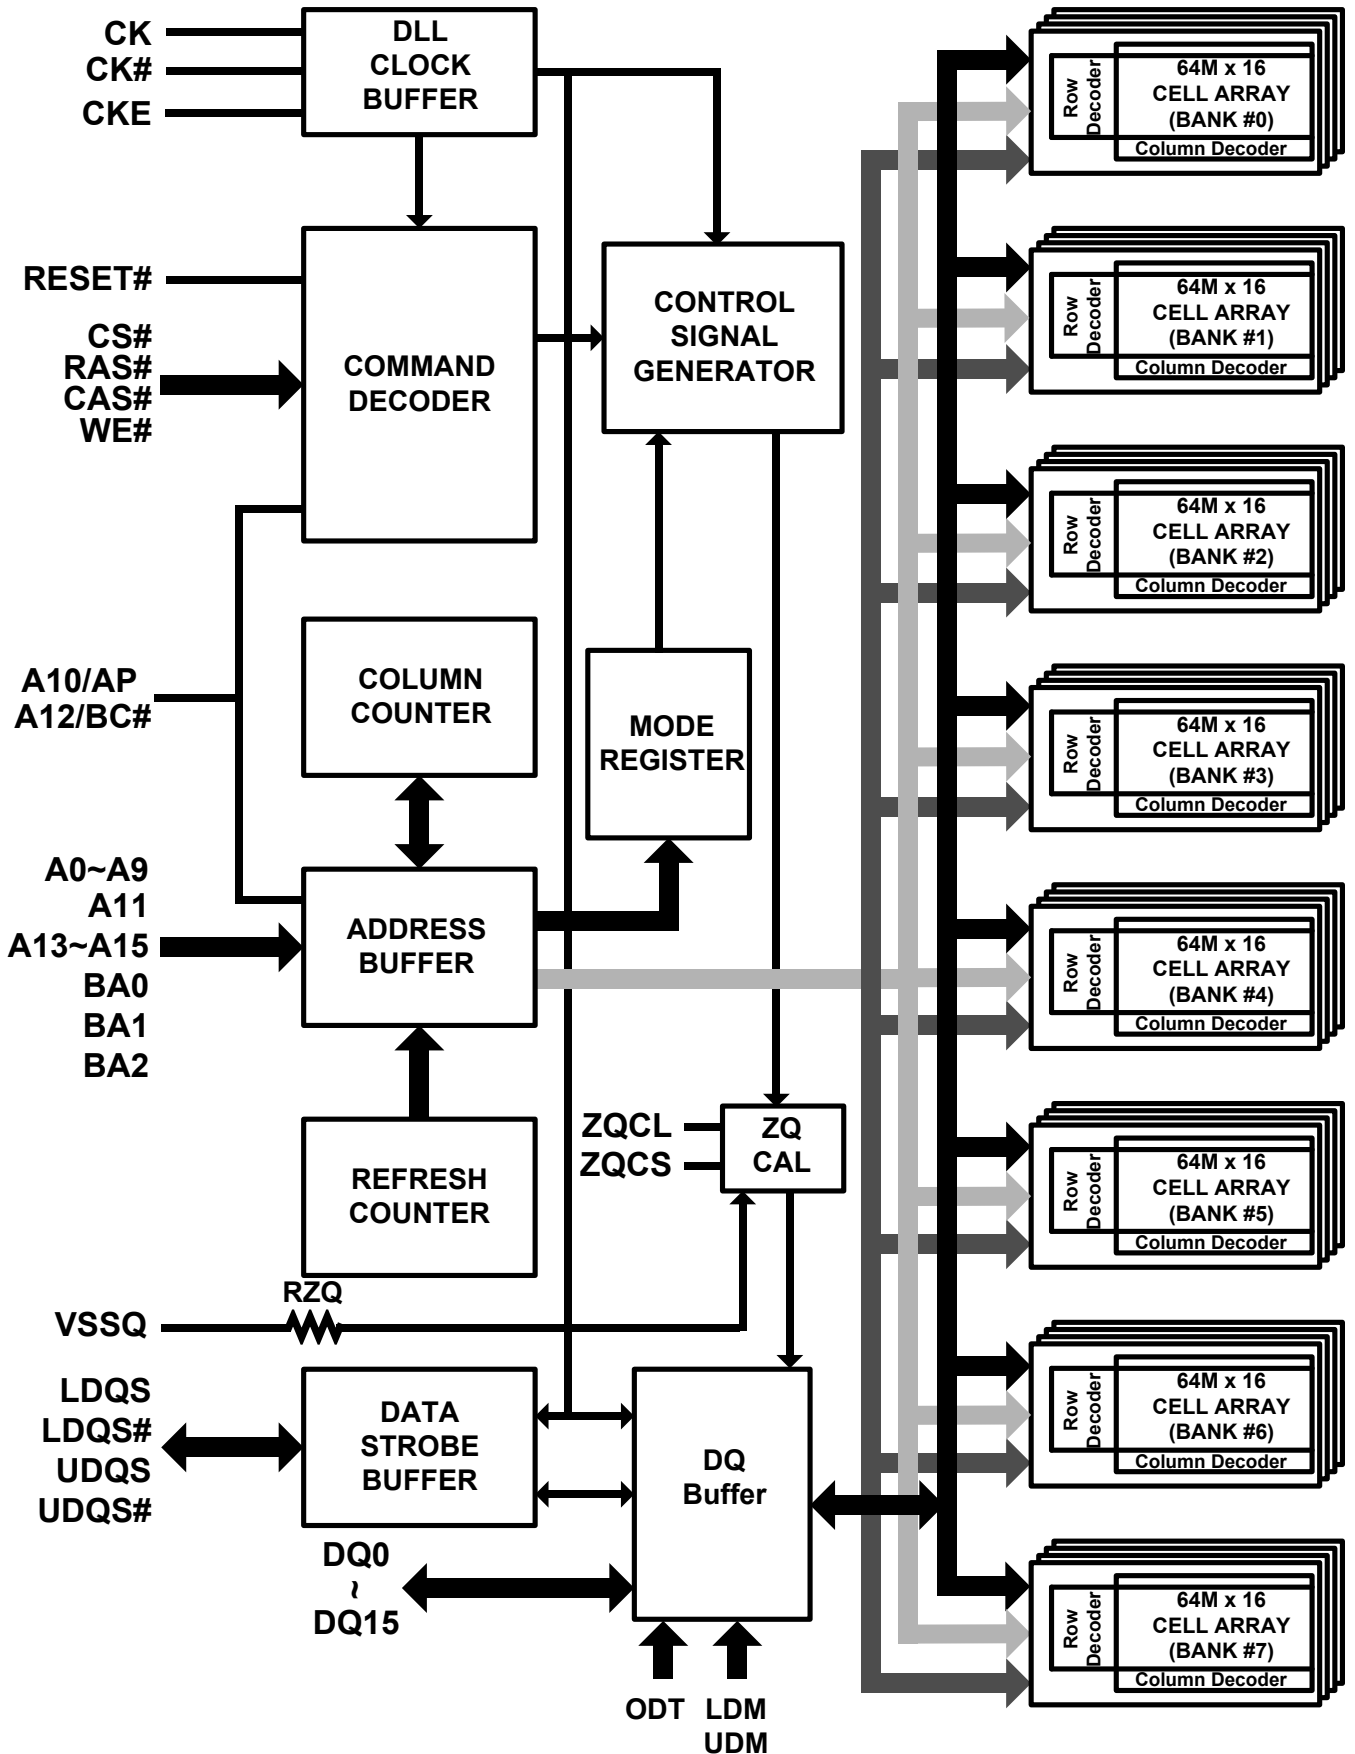 CK
CK#
CKE
DLL
CLOCK
BUFFER
RESET#
CS#
RAS#
CAS#
WE#
COMMAND
DECODER
CONTROL
SIGNAL
GENERATOR
A10/AP
A12/BC#
COLUMN
COUNTER
MODE
REGISTER
A0~A9
A11
A13~A15
BA0
BA1
BA2
ADDRESS
BUFFER
REFRESH
COUNTER
ZQCL
ZQCS
ZQ
CAL
RZQ
VSSQ
LDQS
LDQS#
UDQS
UDQS#
DATA
STROBE
BUFFER
DQ
Buffer
DQ0
~
DQ15
ODT
LDM
UDM
Row
Decoder
64M x 16
CELL ARRAY
(BANK #0)
Column Decoder
Row
Decoder
64M x 16
CELL ARRAY
(BANK #1)
Column Decoder
Row
Decoder
64M x 16
CELL ARRAY
(BANK #2)
Column Decoder
Row
Decoder
64M x 16
CELL ARRAY
(BANK #3)
Column Decoder
Row
Decoder
64M x 16
CELL ARRAY
(BANK #4)
Column Decoder
Row
Decoder
64M x 16
CELL ARRAY
(BANK #5)
Column Decoder
Row
Decoder
64M x 16
CELL ARRAY
(BANK #6)
Column Decoder
Row
Decoder
64M x 16
CELL ARRAY
(BANK #7)
Column Decoder